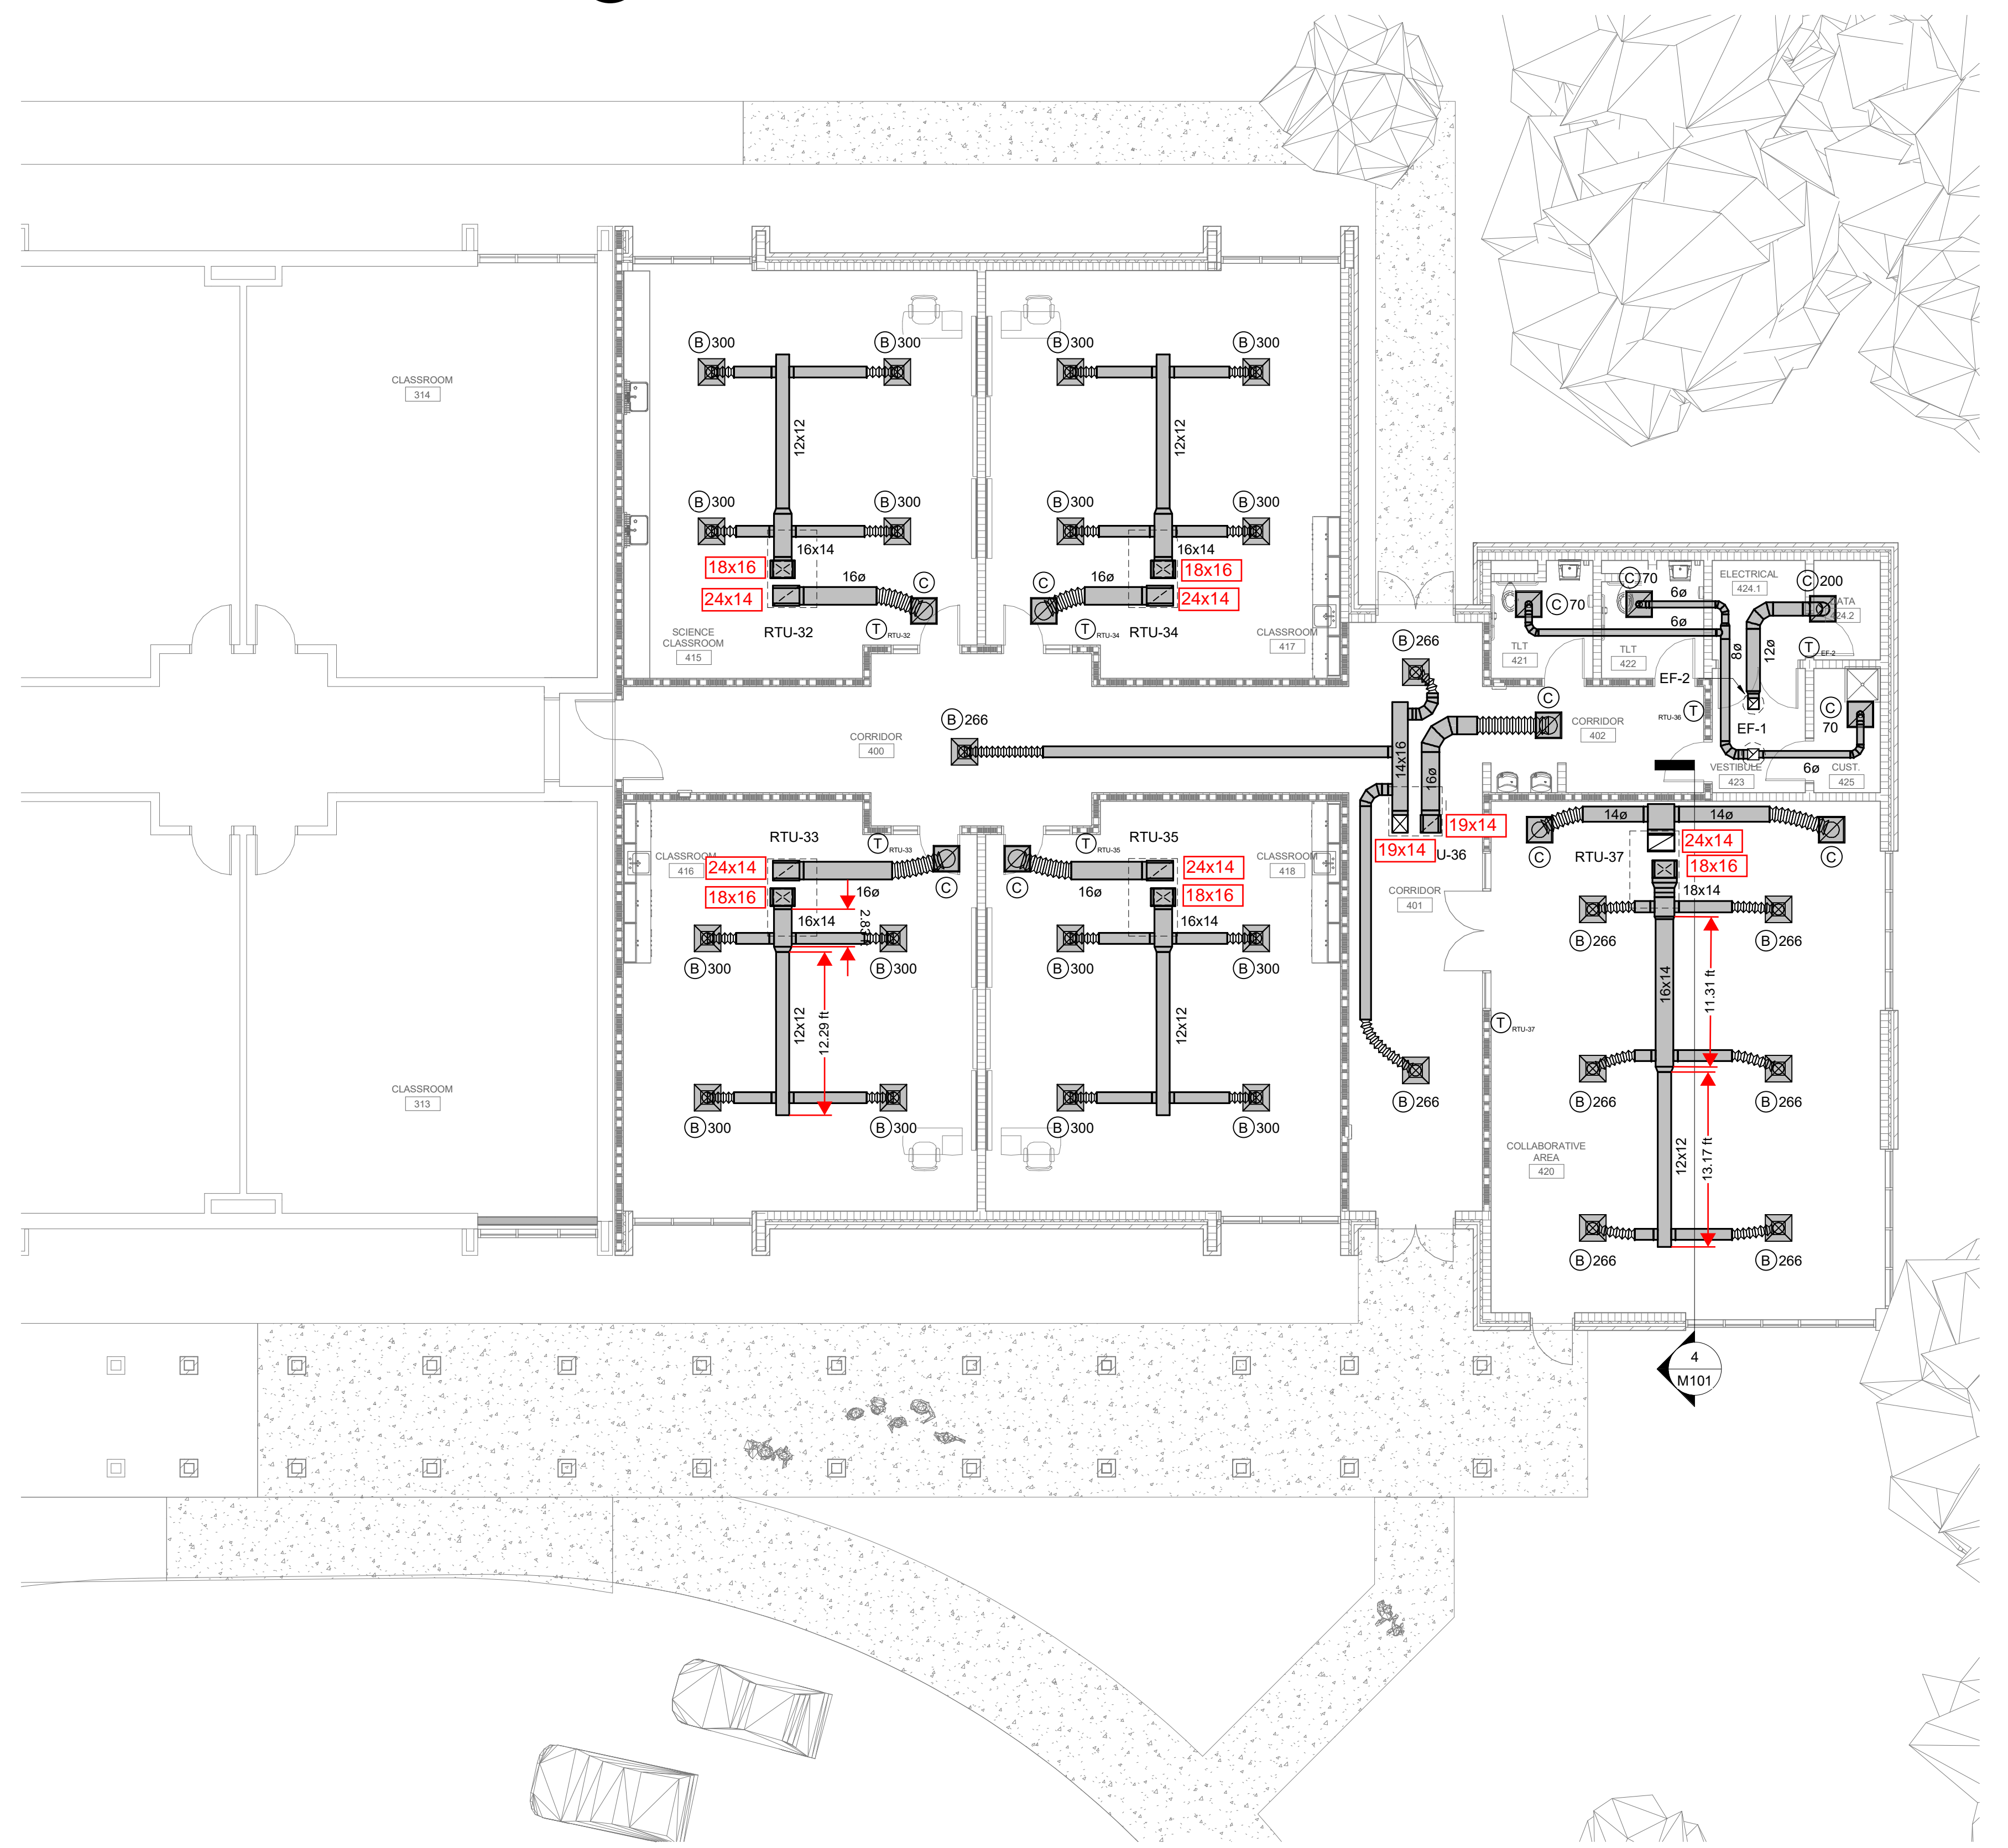 B 300
B 300
B 300
B 300
CLASSROOM
314
12x12
12x12
B 300
B 300
B 300
B 300
16x14
16x14
18x16
18x16
24x14
16ø
C
C
16ø
24x14
SCIENCE
CLASSROOM
415
RTU-32
T RTU-32
T RTU-34
RTU-34
CLASSROOM
417
C 70
C 70
6ø
6ø
ELECTRICAL
424.1
C 200
424.2
TLT
421
TLT
422
8ø
12ø
T EF-2
EF-2
B 266
B 266
CORRIDOR
400
14x16
16ø
C
CORRIDOR
402
RTU-36
T
EF-1
C
70
VESTIBULE
423
6ø
CUST.
425
RTU-33
T RTU-33
T RTU-35
RTU-35
19x14
19x14
U-36
14ø
14ø
CLASSROOM
416
24x14
16ø
C
C
16ø
24x14
CLASSROOM
418
C
RTU-37
24x14
C
18x16
18x16
18x16
18x14
16x14
16x14
CORRIDOR
401
B 300
B 300
B 300
B 300
B 266
B 266
12x12
12.29 ft
12x12
16x14
11.31 ft
T RTU-37
CLASSROOM
313
B 300
B 300
B 300
B 300
B 266
B 266
B 266
COLLABORATIVE
AREA
420
12x12
13.17 ft
B 266
B 266
4
M101